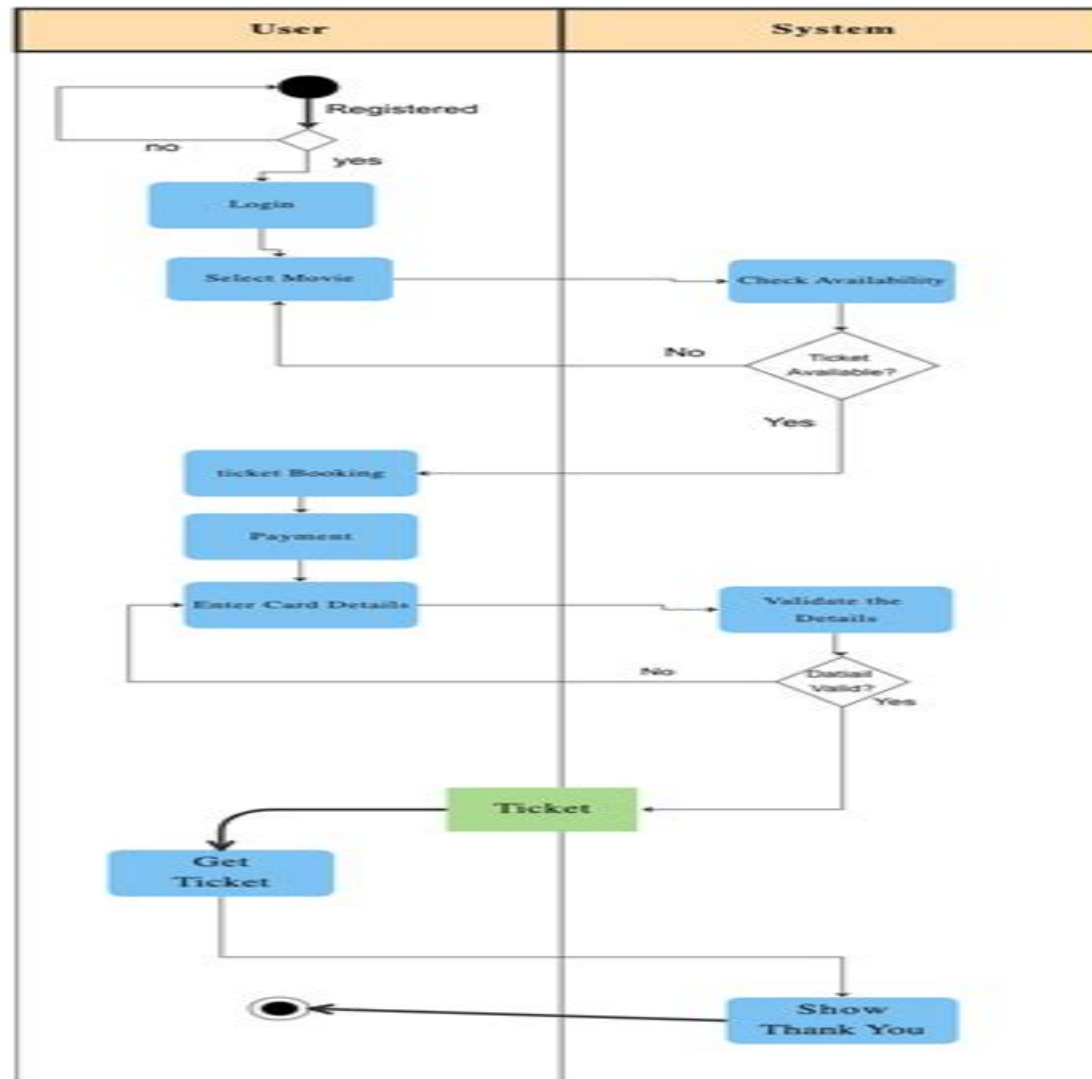 User
System
Registered
no
yes
Login
Select Movie
Check Availability
No
Ticket
Available?
Yes
ticket Booking
Payment
Enter Card Details
Validate the
Details
No
Datiail
Valid?
Yes
Ticket
Get
Ticket
Show
Thank You